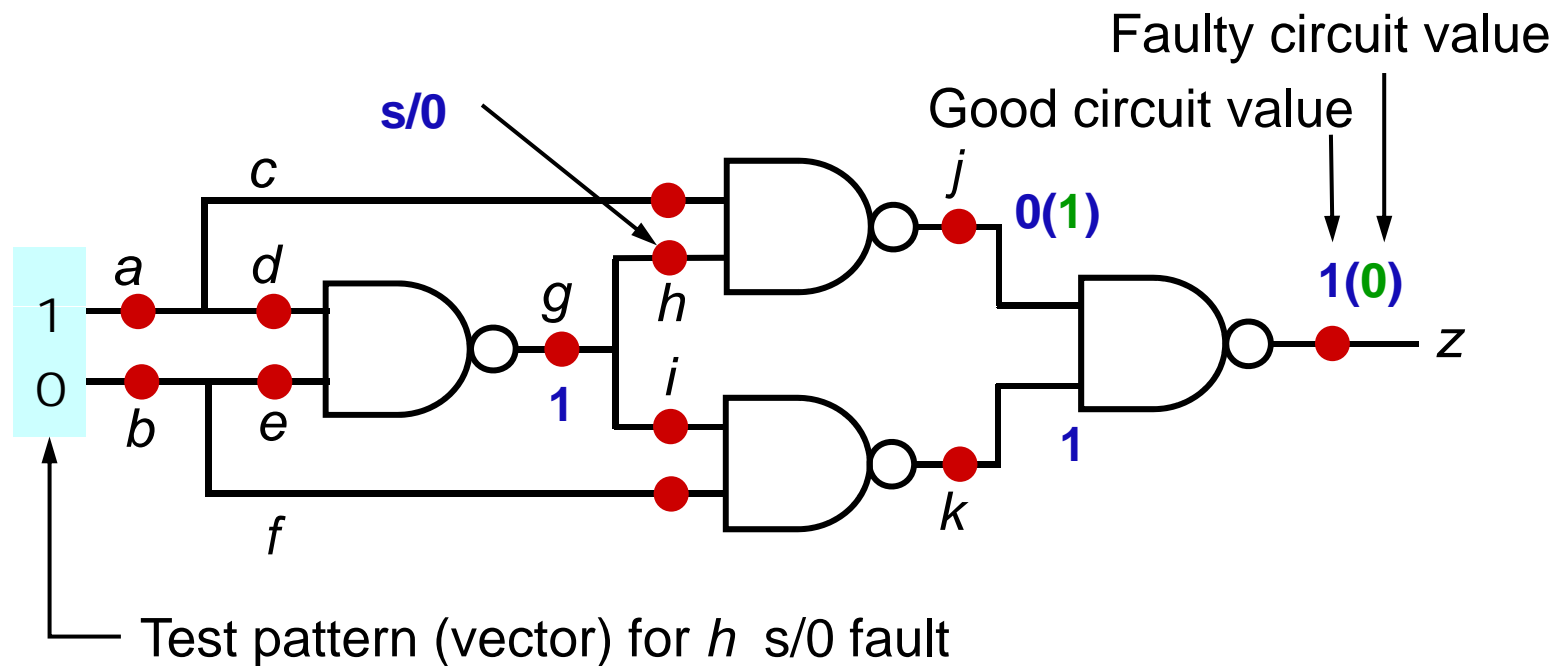 Faulty circuit value
Good circuit value
s/0
c
j
0(1)
1(0)
a
d
g
h
1
z
0
i
b
e
1
1
k
f
Test pattern (vector) for h s/0 fault